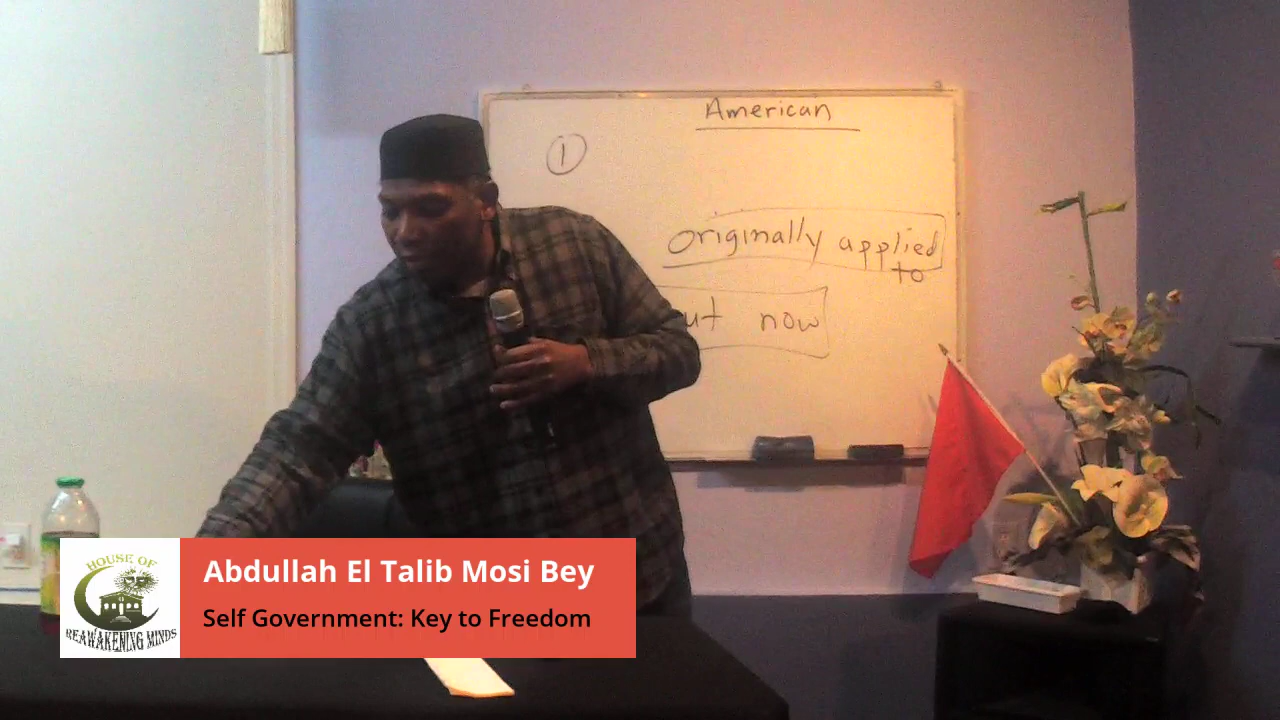 American
1
originally applied
to
ut now
HOUSE OF
REAWAKENING MINDS
Abdullah El Talib Mosi Bey
Self Government: Key to Freedom